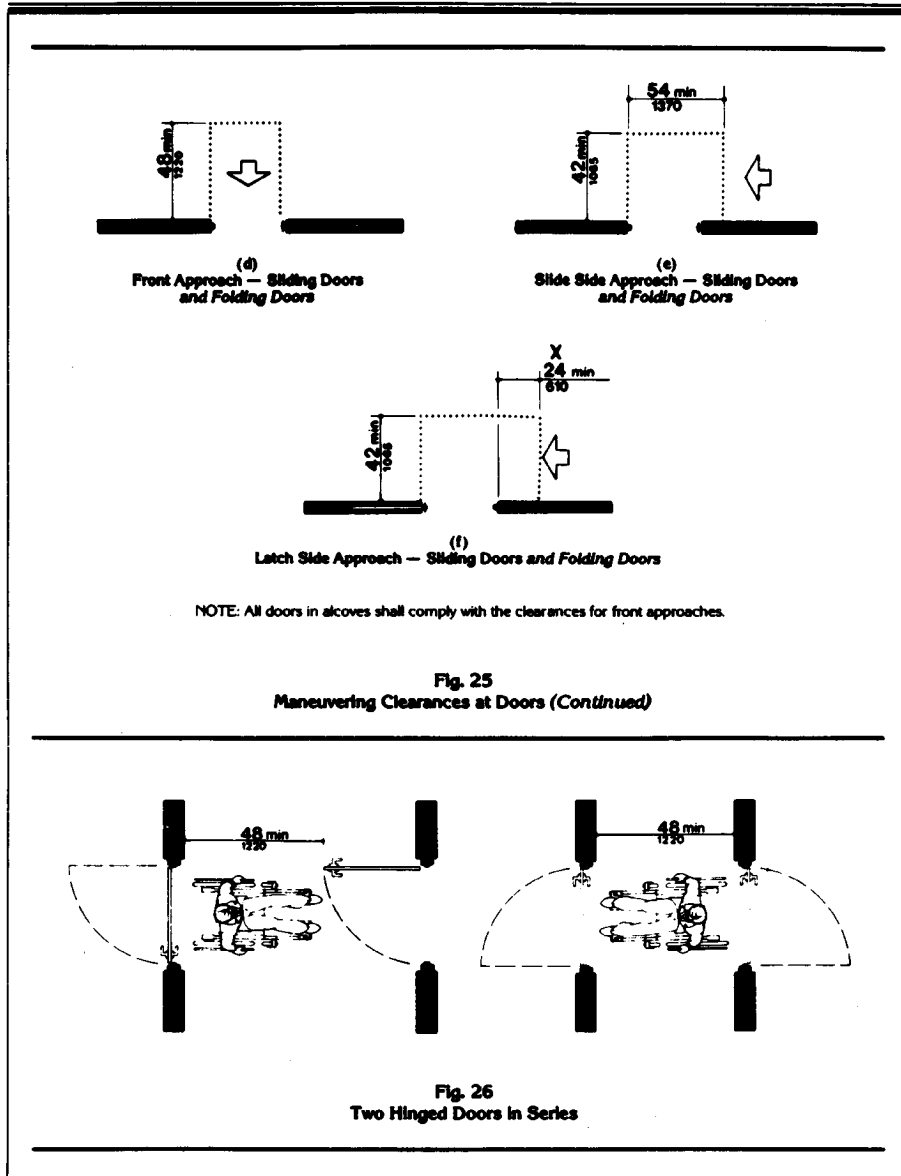 48 min
1220
(d)
Front Approach — Sliding Doors
and Folding Doors
54 min
1370
42 min
1065
(e)
Slide Side Approach — Sliding Doors
and Folding Doors
X
24 min
610
42 min
1065
(f)
Latch Side Approach — Sliding Doors and Folding Doors
NOTE: All doors in alcoves shall comply with the clearances for front approaches.
Fig. 25
Maneuvering Clearances at Doors (Continued)
48 min
1220
48 min
1220
Fig. 26
Two Hinged Doors in Series